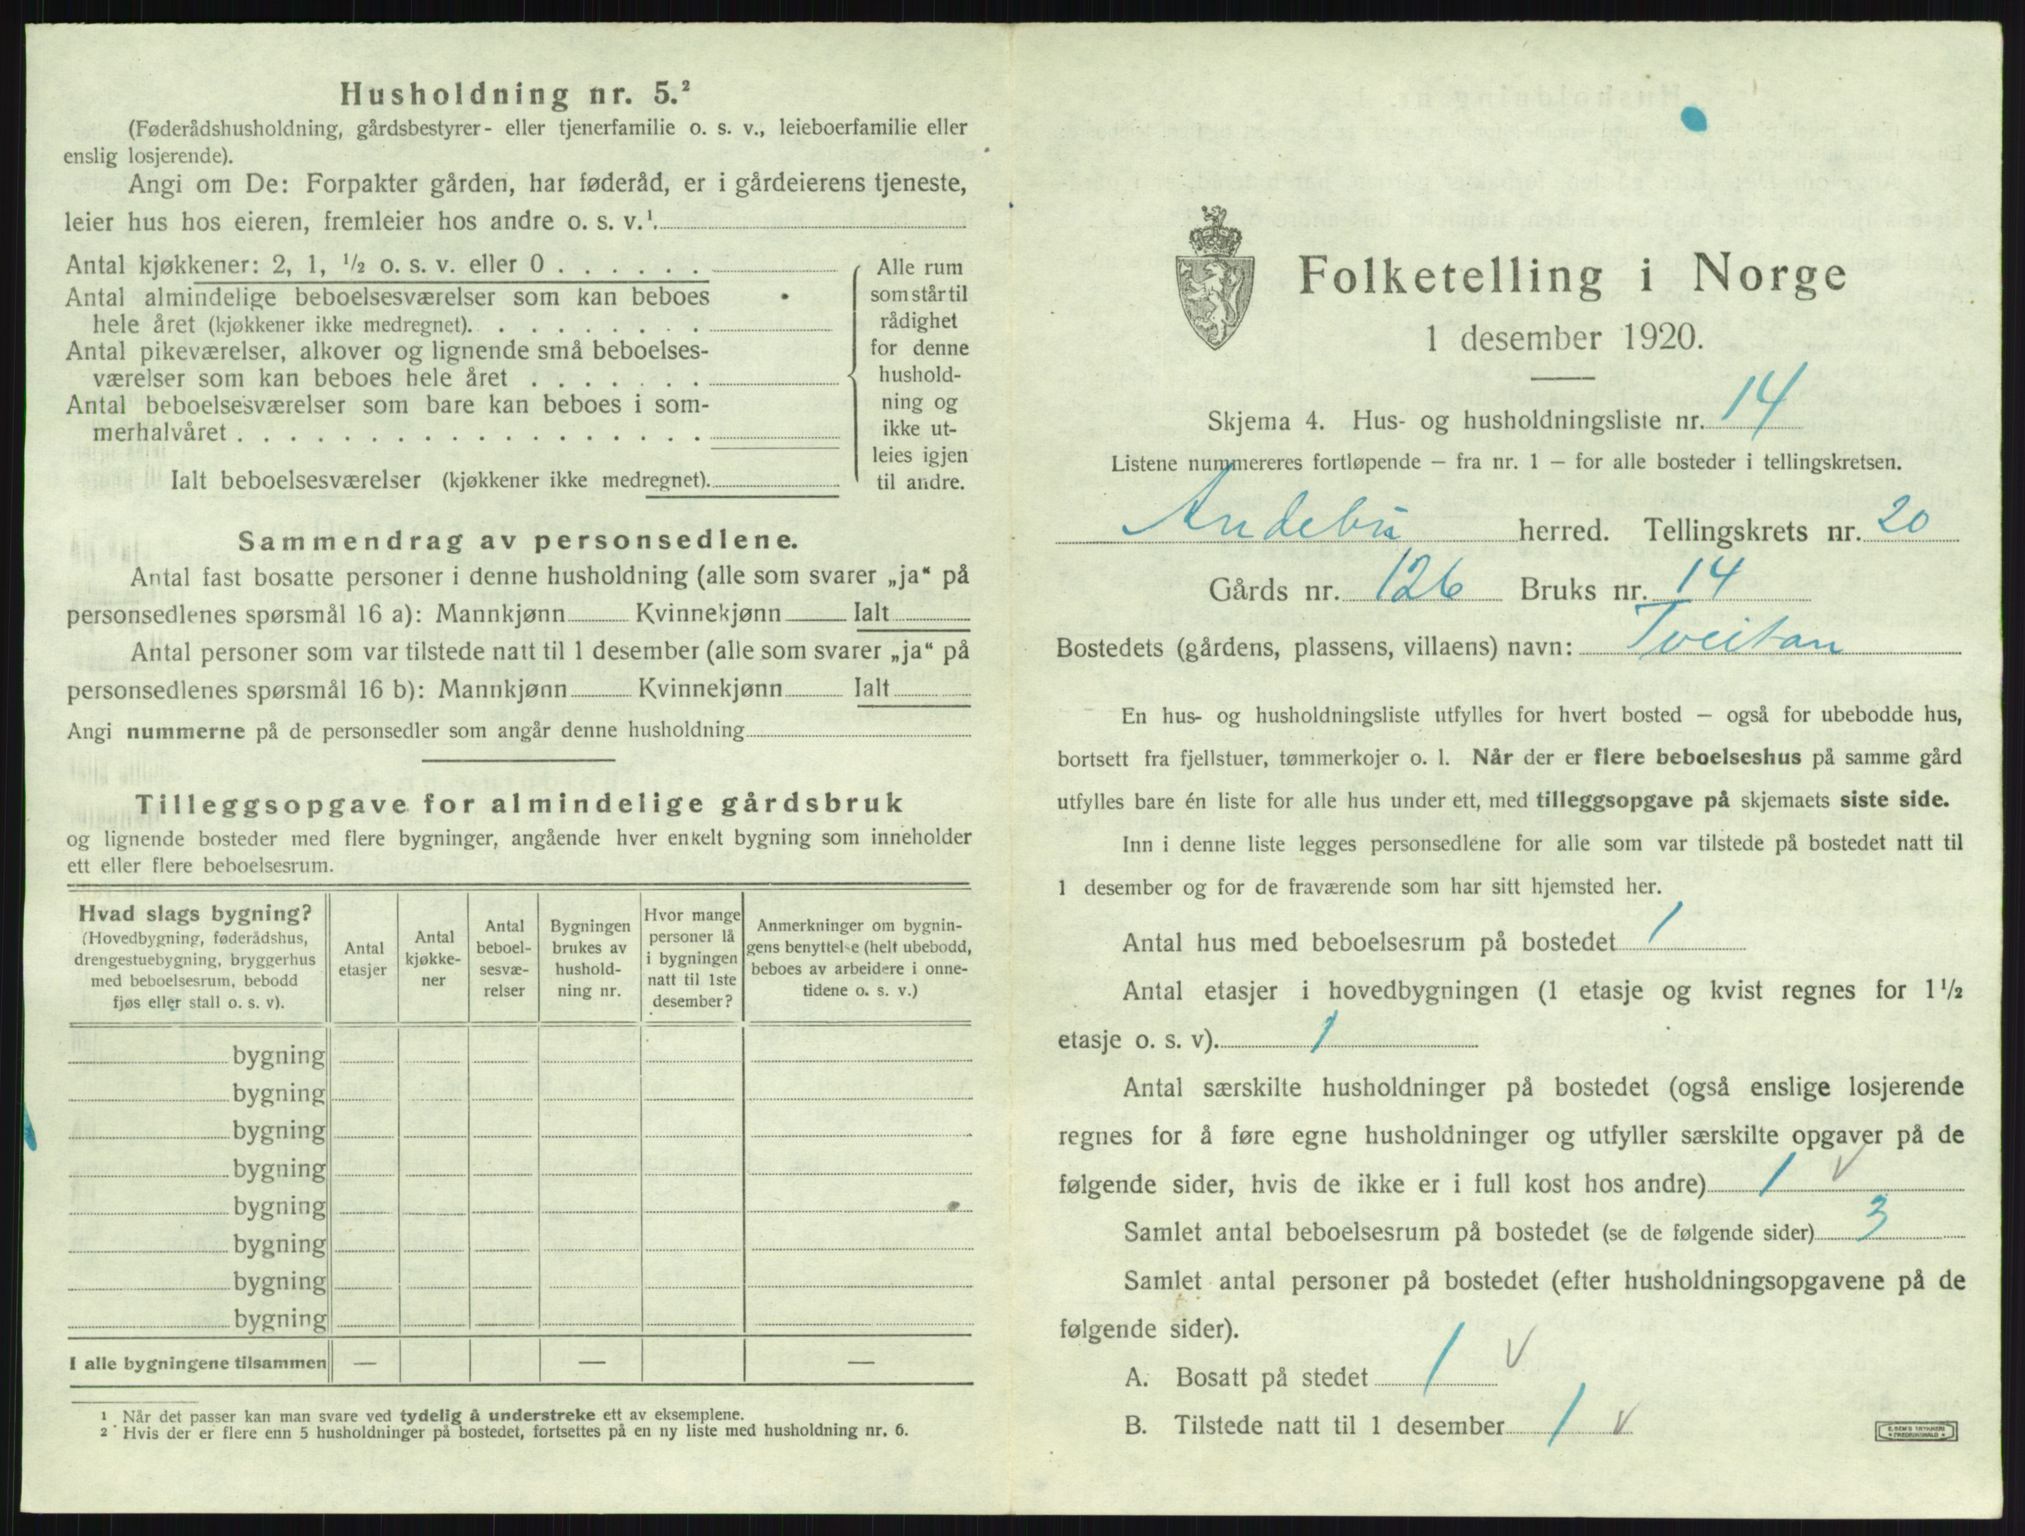 Husholdning nr. 5.²
(Føderådshusholdning, gårdsbestyrer- eller tjenerfamilie o. s. v., leieboerfamilie eller
enslig losjerende).
Angi om De: Forpakter gården, har føderåd, er i gårdeierens tjeneste,
leier hus hos eieren, fremleier hos andre o. s. v.¹
Antal kjøkkener: 2, 1, ½ o. s. v. eller 0 . . . . . .
Antal almindelige beboelsesværelser som kan beboes
hele året (kjøkkener ikke medregnet). . . . . . . . .
Antal pikeværelser, alkover og lignende små beboelses-
værelser som kan beboes hele året . . . . . . .
Antal beboelsesværelser som bare kan beboes i som-
merhalvåret . . . . . . . . . . . . . . . . . .
Ialt beboelsesværelser (kjøkkener ikke medregnet).
Alle rum
som står til
rådighet
for denne
hushold-
ning og
ikke ut-
leies igjen
til andre.
Sammendrag av personsedlene.
Antal fast bosatte personer i denne husholdning (alle som svarer „ja“ på
personsedlenes spørsmål 16 a): Mannkjønn Kvinnekjønn Ialt
Antal personer som var tilstede natt til 1 desember (alle som svarer „ja“ på
personsedlenes spørsmål 16 b): Mannkjønn Kvinnekjønn Ialt
Angi nummerne på de personsedler som angår denne husholdning
Tilleggsopgave for almindelige gårdsbruk
og lignende bosteder med flere bygninger, angående hver enkelt bygning som inneholder
ett eller flere beboelsesrum.
Hvad slags bygning?
(Hovedbygning, føderådshus,
drengestuebygning, bryggerhus
med beboelsesrum, bebodd
fjøs eller stall o. s. v).
Antal
etasjer
Antal
kjøkke-
ner
Antal
beboel-
sesvæ-
relser
Bygningen
brukes av
hushold-
ning nr.
Hvor mange
personer lå
i bygningen
natt til 1ste
desember?
Anmerkninger om bygnin-
gens benyttelse (helt ubebodd,
beboes av arbeidere i onne-
tidene o. s. v.)
bygning
bygning
bygning
bygning
bygning
bygning
bygning
bygning
I alle bygningene tilsammen — — —
¹ Når det passer kan man svare ved tydelig å understreke ett av eksemplene.
² Hvis der er flere enn 5 husholdninger på bostedet, fortsettes på en ny liste med husholdning nr. 6.
Folketelling i Norge
1 desember 1920.
Skjema 4. Hus- og husholdningsliste nr. 14
Listene nummereres fortløpende – fra nr. 1 – for alle bosteder i tellingskretsen.
Andebu herred. Tellingskrets nr. 20
Gårds nr. 126 Bruks nr. 14
Bostedets (gårdens, plassens, villaens) navn: Tveitan
En hus- og husholdningsliste utfylles for hvert bosted – også for ubebodde hus,
bortsett fra fjellstuer, tømmerkojer o. l. Når der er flere beboelseshus på samme gård
utfylles bare én liste for alle hus under ett, med tilleggsopgave på skjemaets siste side.
Inn i denne liste legges personsedlene for alle som var tilstede på bostedet natt til
1 desember og for de fraværende som har sitt hjemsted her.
Antal hus med beboelsesrum på bostedet 1
Antal etasjer i hovedbygningen (1 etasje og kvist regnes for 1 ½
etasje o. s. v). 1
Antal særskilte husholdninger på bostedet (også enslige losjerende
regnes for å føre egne husholdninger og utfyller særskilte opgaver på de
følgende sider, hvis de ikke er i full kost hos andre) 1 v
Samlet antal beboelsesrum på bostedet (se de følgende sider) 3
Samlet antal personer på bostedet (efter husholdningsopgavene på de
følgende sider).
A. Bosatt på stedet 1 v
B. Tilstede natt til 1 desember 1 v